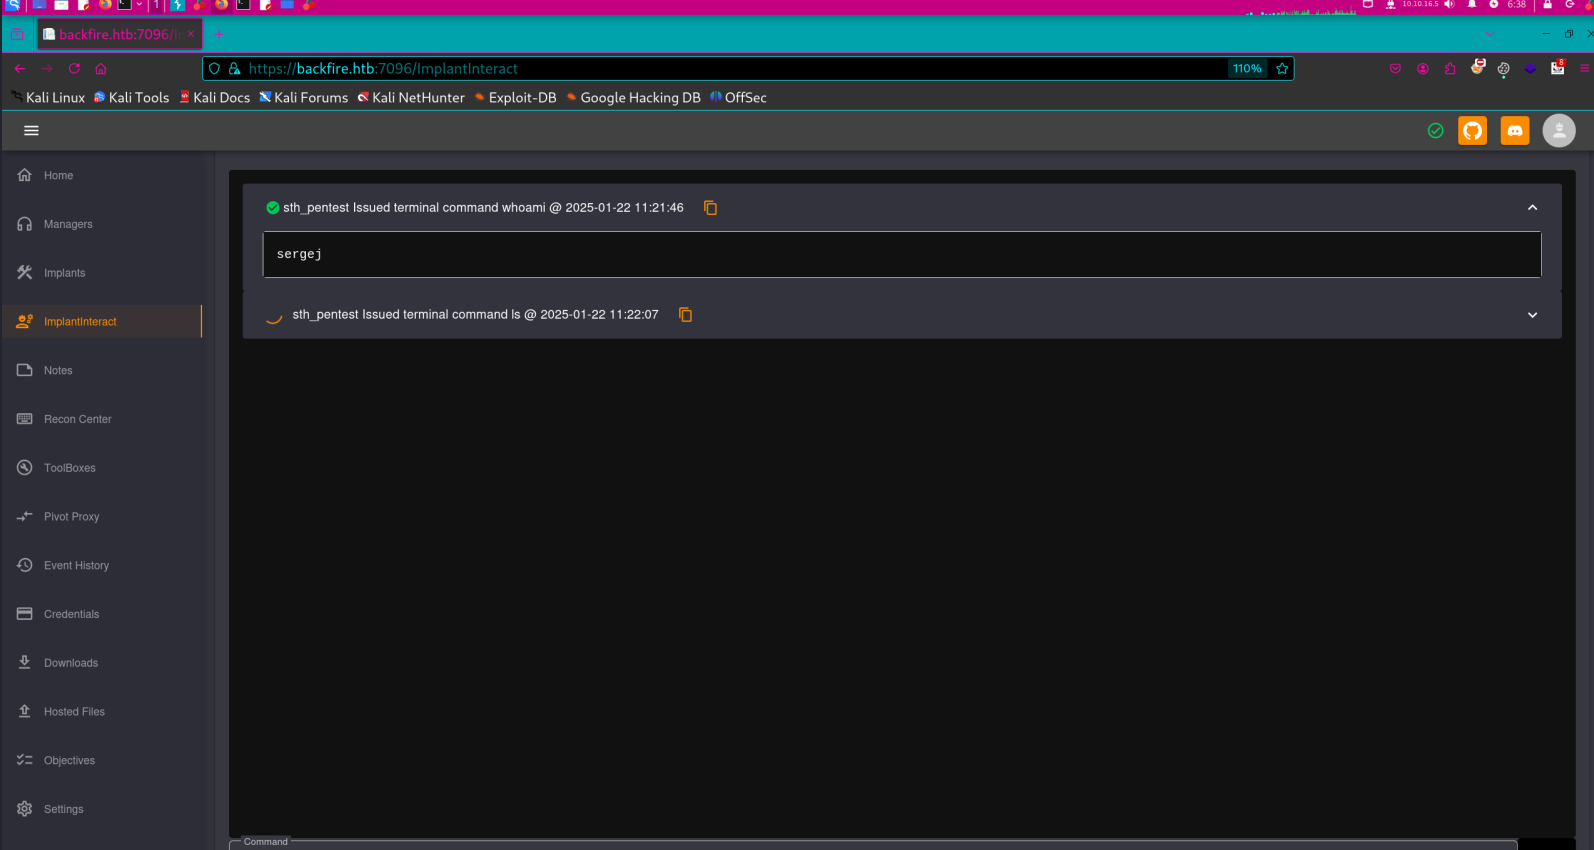 1
10.10.16.5
6:38
backfire.htb:7096/I
https://backfire.htb:7096/ImplantInteract
110%
8
Kali Linux Kali Tools Kali Docs Kali Forums Kali NetHunter Exploit-DB Google Hacking DB OffSec
Home
Managers
Implants
ImplantInteract
Notes
Recon Center
ToolBoxes
Pivot Proxy
Event History
Credentials
Downloads
Hosted Files
Objectives
Settings
sth_pentest Issued terminal command whoami @ 2025-01-22 11:21:46
sergej
sth_pentest Issued terminal command ls @ 2025-01-22 11:22:07
Command